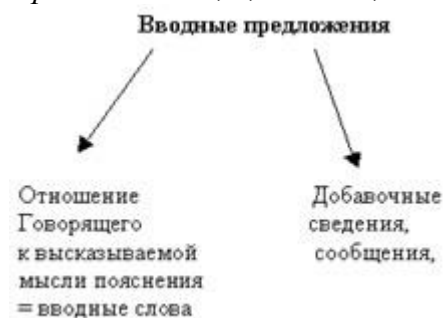 Вводные предложения
Отношение
Говорящего
к высказываемой
мысли пояснения
= вводные слова
Добавочные
сведения,
сообщения,